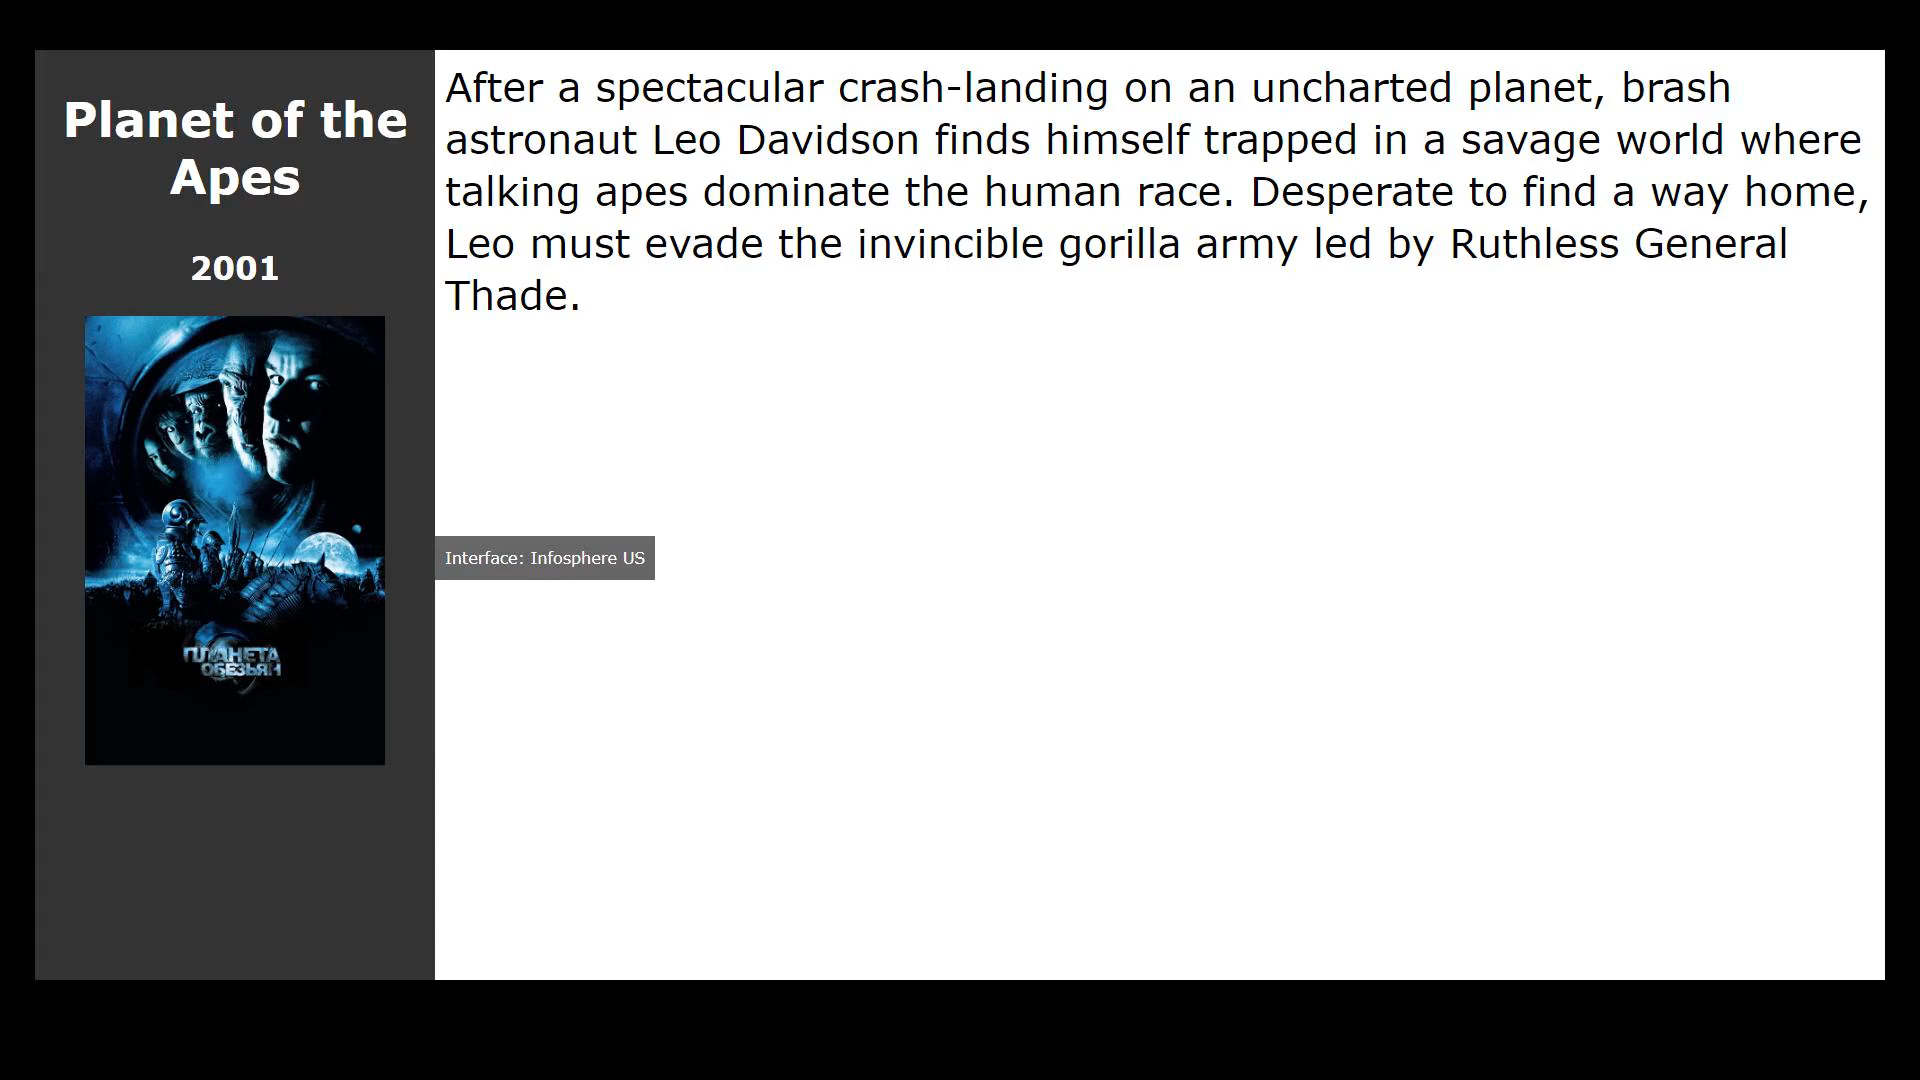 Planet of the
Apes
2001
ПЛАНЕТА
ОБЕЗЬЯН
After a spectacular crash-landing on an uncharted planet, brash
astronaut Leo Davidson finds himself trapped in a savage world where
talking apes dominate the human race. Desperate to find a way home,
Leo must evade the invincible gorilla army led by Ruthless General
Thade.
Interface: Infosphere US